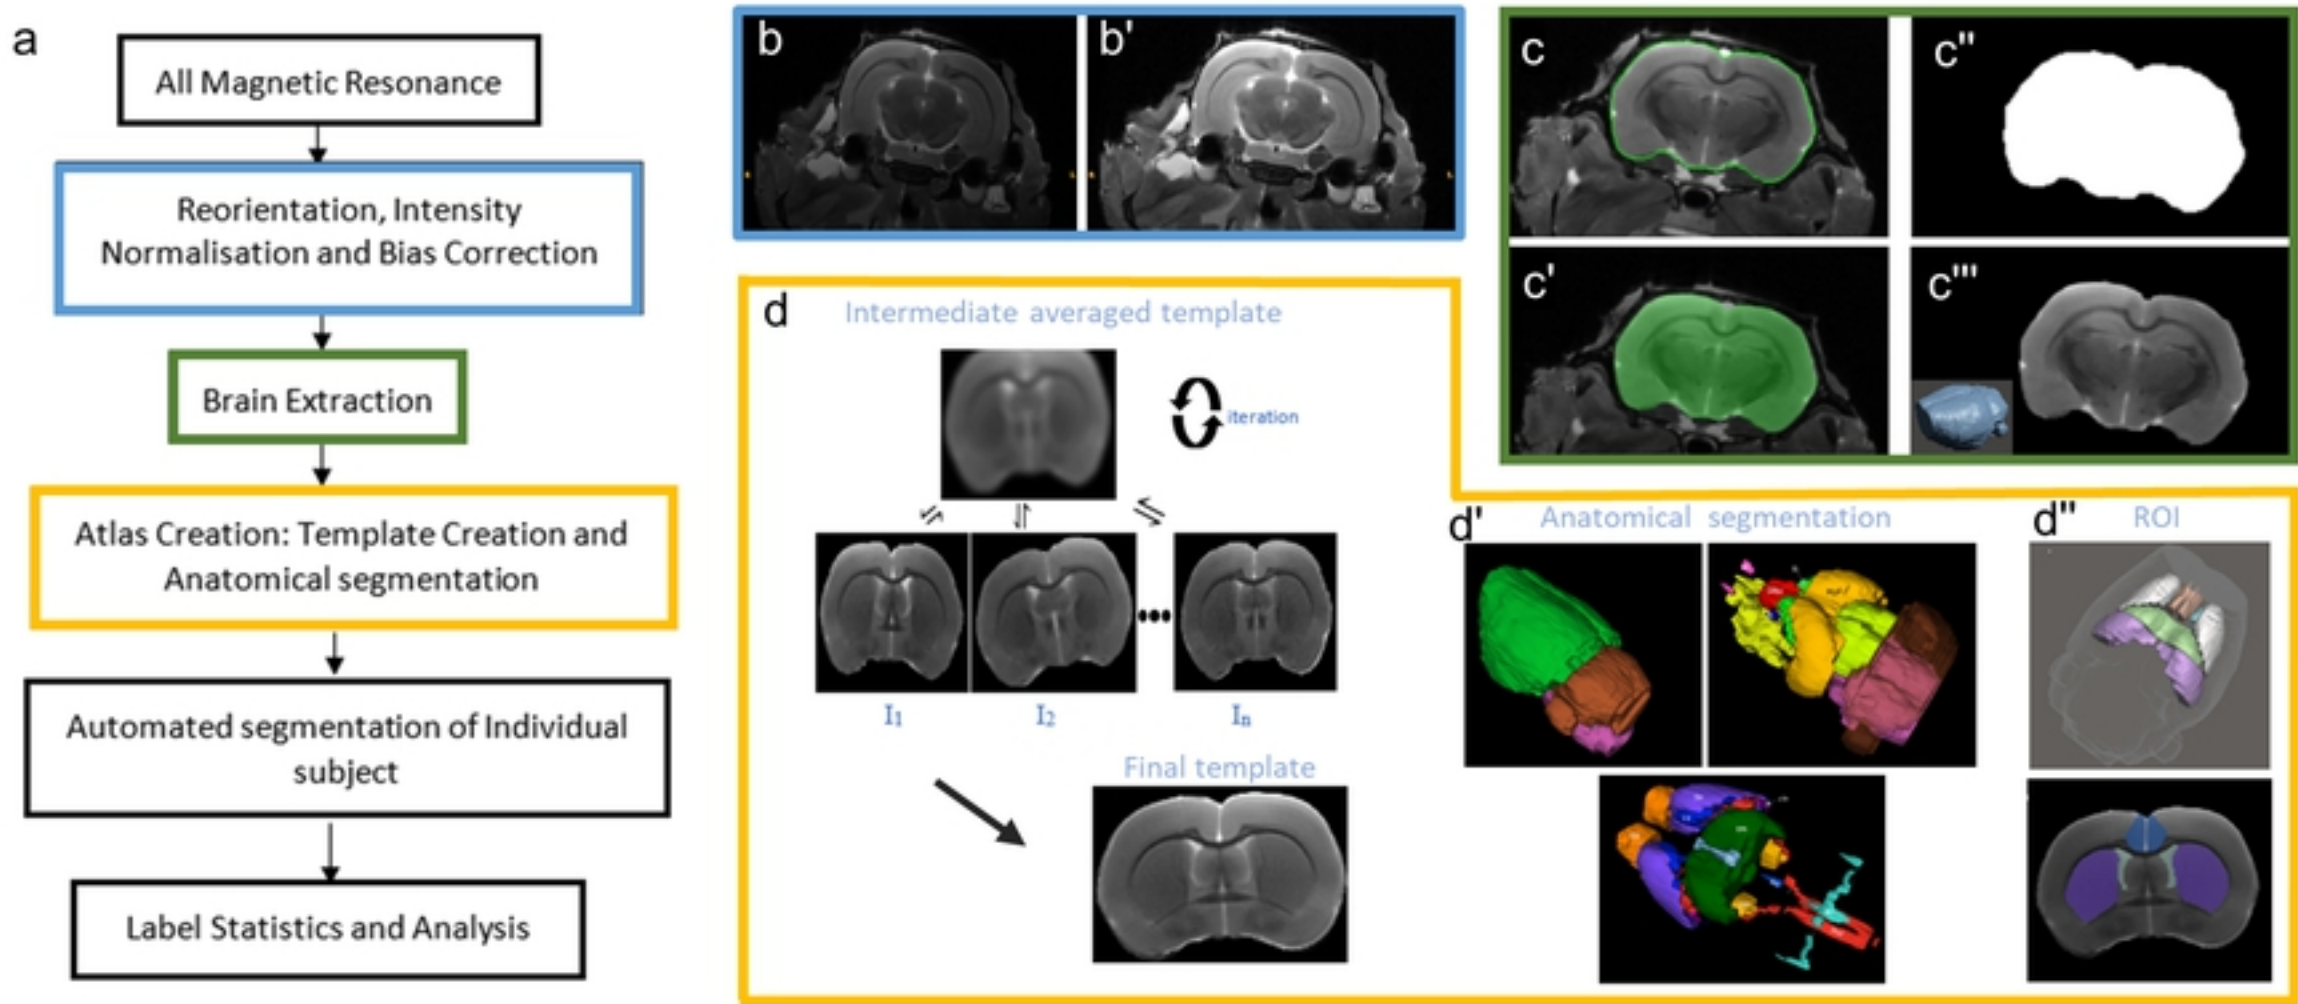 a
All Magnetic Resonance
Reorientation, Intensity
Normalisation and Bias Correction
Brain Extraction
Atlas Creation: Template Creation and
Anatomical segmentation
Automated segmentation of Individual
subject
Label Statistics and Analysis
b
b'
c
c''
c'
c'''
d
Intermediate averaged template
iteration
I1
I2
In
Final template
d'
Anatomical segmentation
d''
ROI